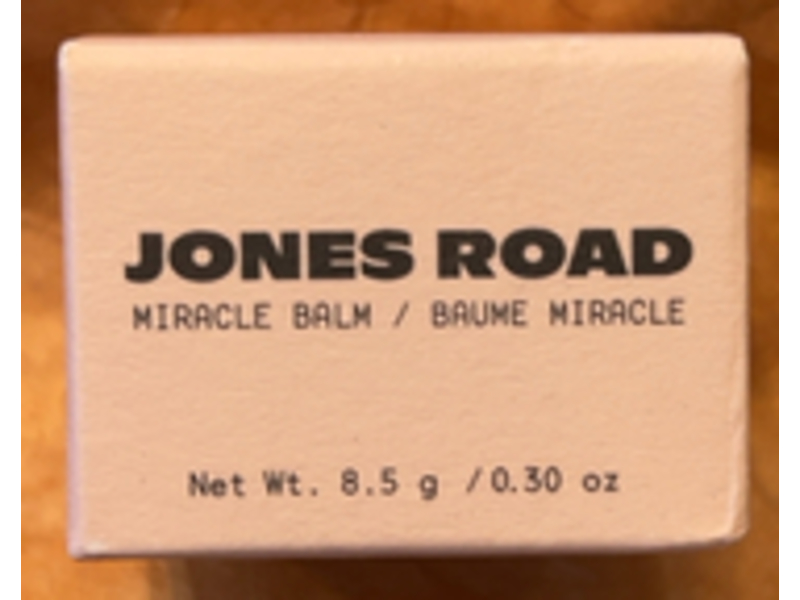 JONES ROAD
MIRACLE BALM / BAUME MIRACLE
Net Wt. 8.5 g / 0.30 oz